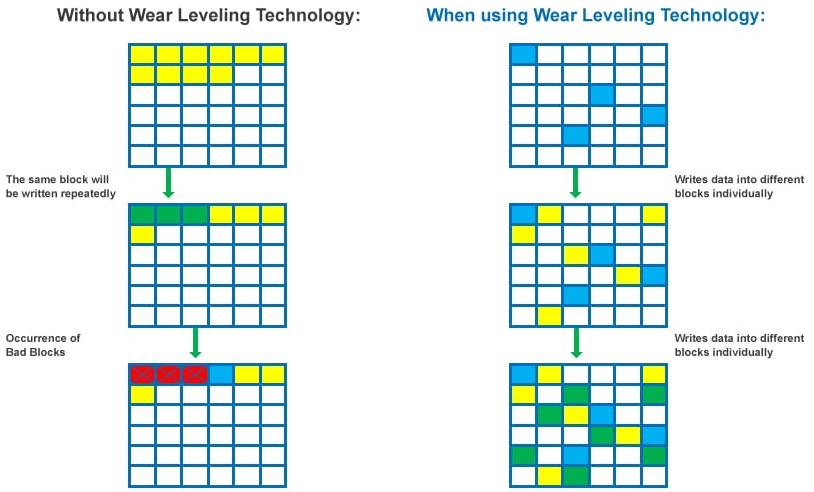 Without Wear Leveling Technology:
When using Wear Leveling Technology:
The same block will
be written repeatedly
Writes data into different
blocks individually
Occurrence of
Bad Blocks
Writes data into different
blocks individually